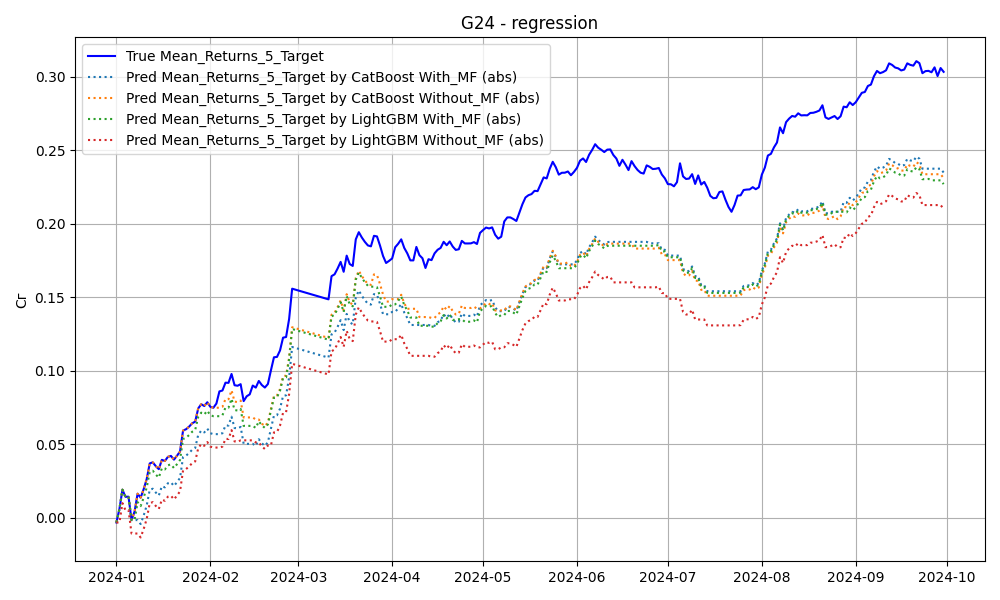 G24 - regression
True Mean_Returns_5_Target
Pred Mean_Returns_5_Target by CatBoost With_MF (abs)
Pred Mean_Returns_5_Target by CatBoost Without_MF (abs)
Pred Mean_Returns_5_Target by LightGBM With_MF (abs)
Pred Mean_Returns_5_Target by LightGBM Without_MF (abs)
0.30
0.25
0.20
0.15
0.10
0.05
0.00
Cr
2024-01 2024-02 2024-03 2024-04 2024-05 2024-06 2024-07 2024-08 2024-09 2024-10